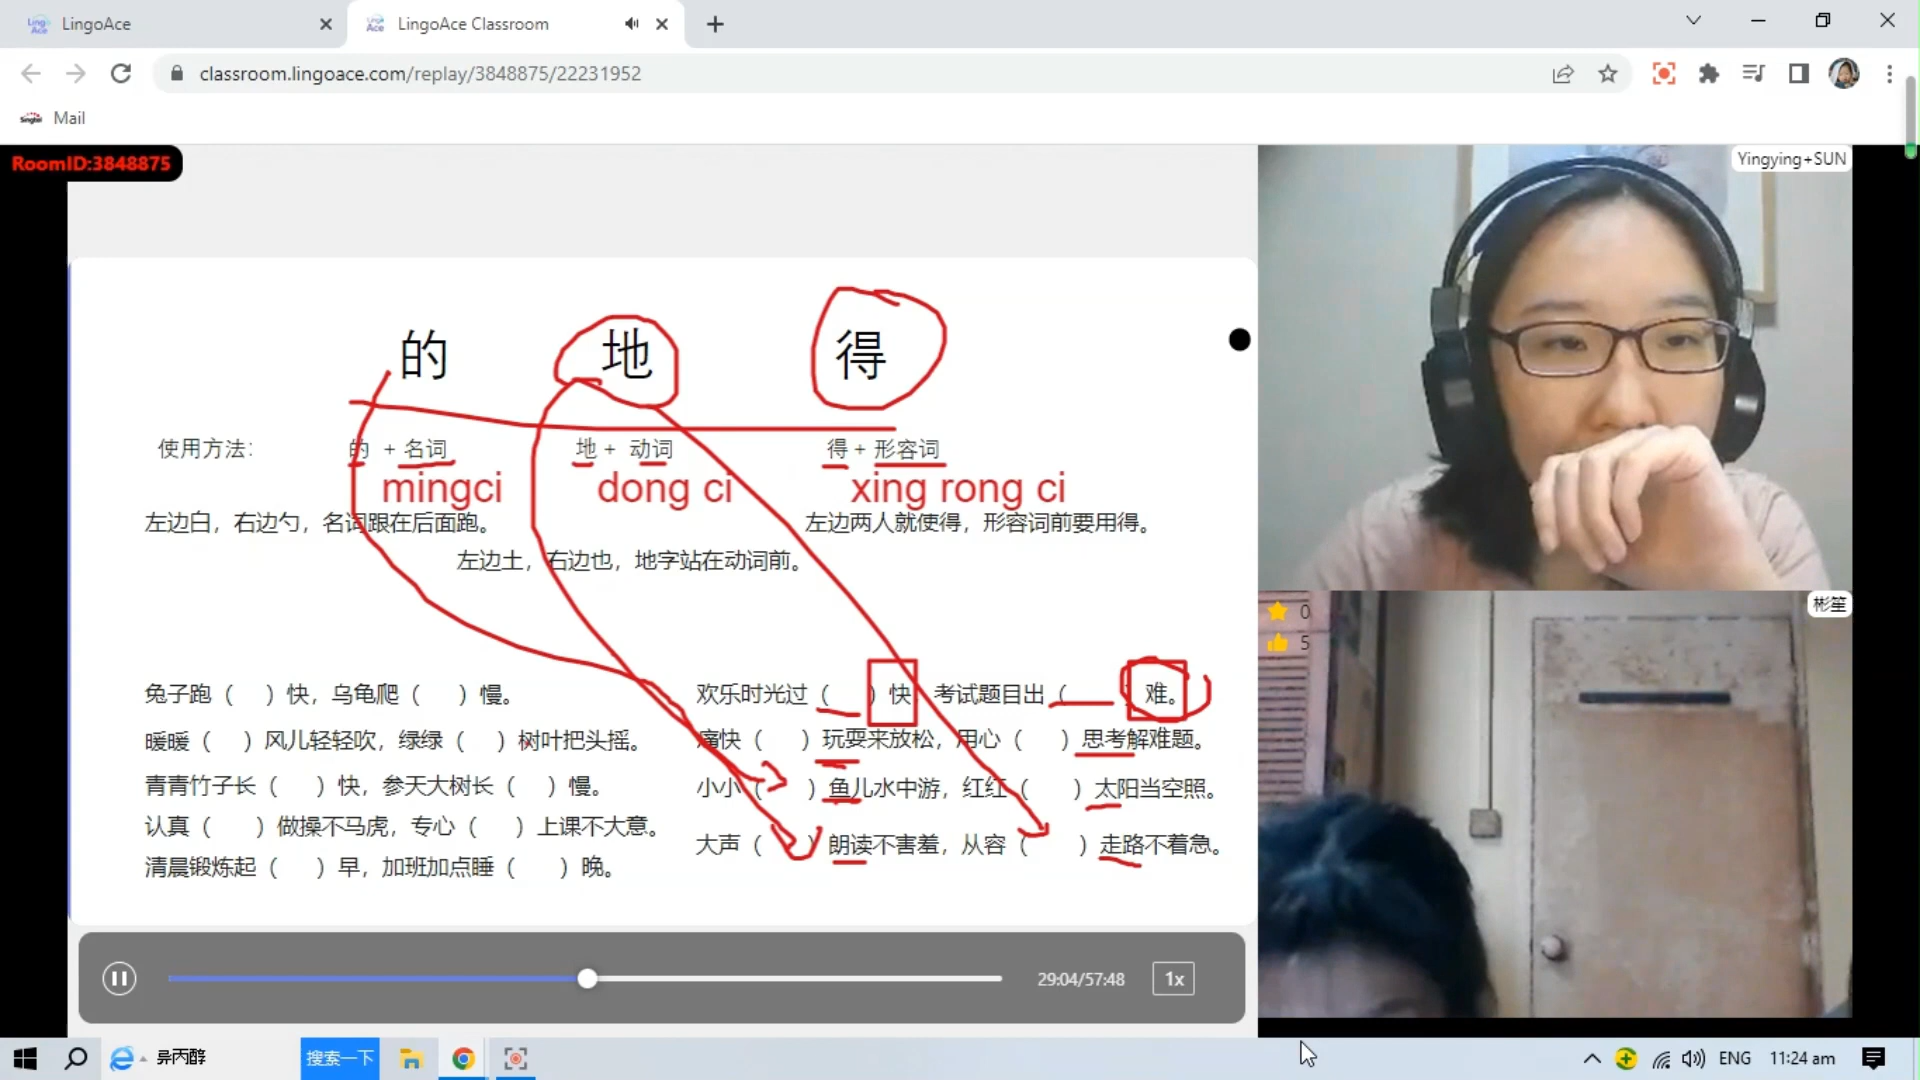 LingoAce
LingoAce Classroom
classroom.lingoace.com/replay/3848875/22231952
Singtel Mail
RoomID:3848875
Yingying+SUN
的 地 得
使用方法： 的 + 名词 地 + 动词 得 + 形容词
mingci dong ci xing rong ci
左边白，右边勺，名词跟在后面跑。 左边两人就使得，形容词前要用得。
左边土，右边也，地字站在动词前。
彬笙
0
5
兔子跑（ ）快，乌龟爬（ ）慢。
暖暖（ ）风儿轻轻吹，绿绿（ ）树叶把头摇。
青青竹子长（ ）快，参天大树长（ ）慢。
认真（ ）做操不马虎，专心（ ）上课不大意。
清晨锻炼起（ ）早，加班加点睡（ ）晚。
欢乐时光过（ ）快，考试题目出（ ）难。
痛快（ ）玩耍来放松，用心（ ）思考解难题。
小小（ ）鱼儿水中游，红红（ ）太阳当空照。
大声（ ）朗读不害羞，从容（ ）走路不着急。
29:04/57:48 1x
异丙醇 搜索一下 ENG 11:24 am